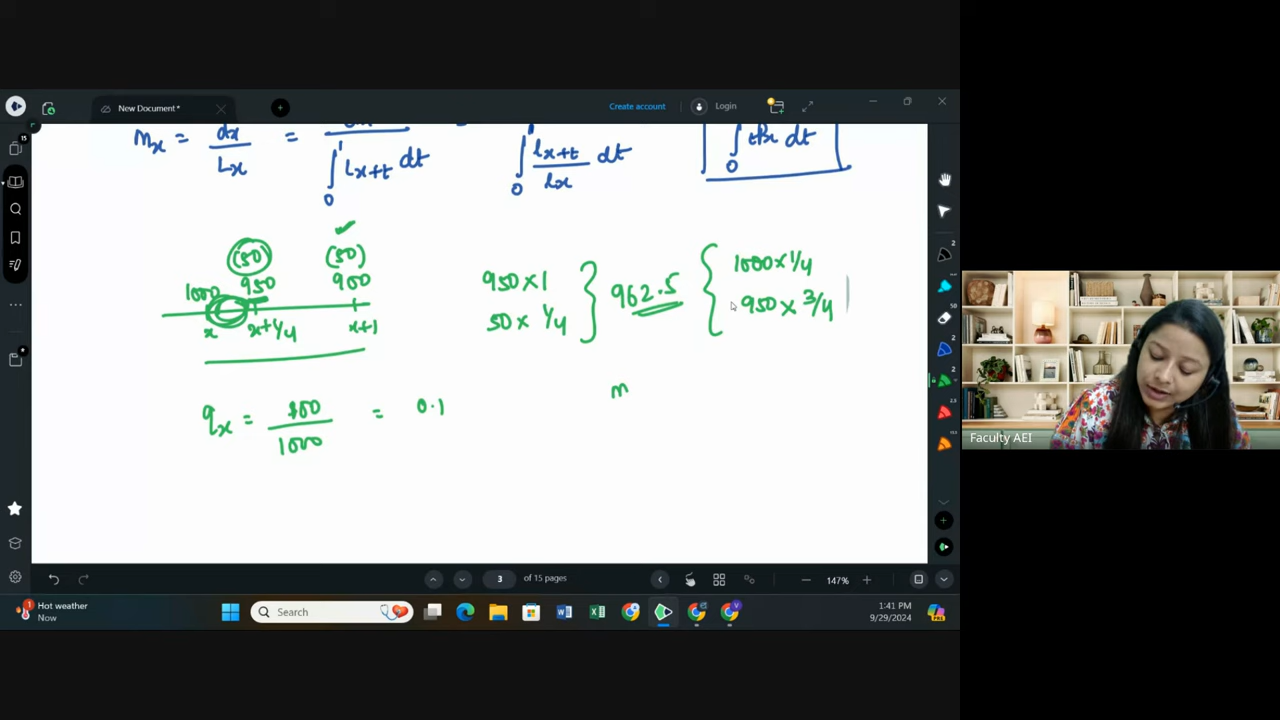 New Document*
Create account
Login
15
mx = dx / Lx = / ∫₀¹ lx+t dt = / ∫₀¹ lx+t / lx dt
∫₀ tPx dt
(50) (50)
1000 950 900
x x+1/4 x+1
950×1
50× 1/4
962.5
1000×1/4
950× 3/4
qx = 100 / 1000 = 0.1
m
Faculty AEI
3 of 15 pages
147%
Hot weather
Now
Search
1:41 PM
9/29/2024